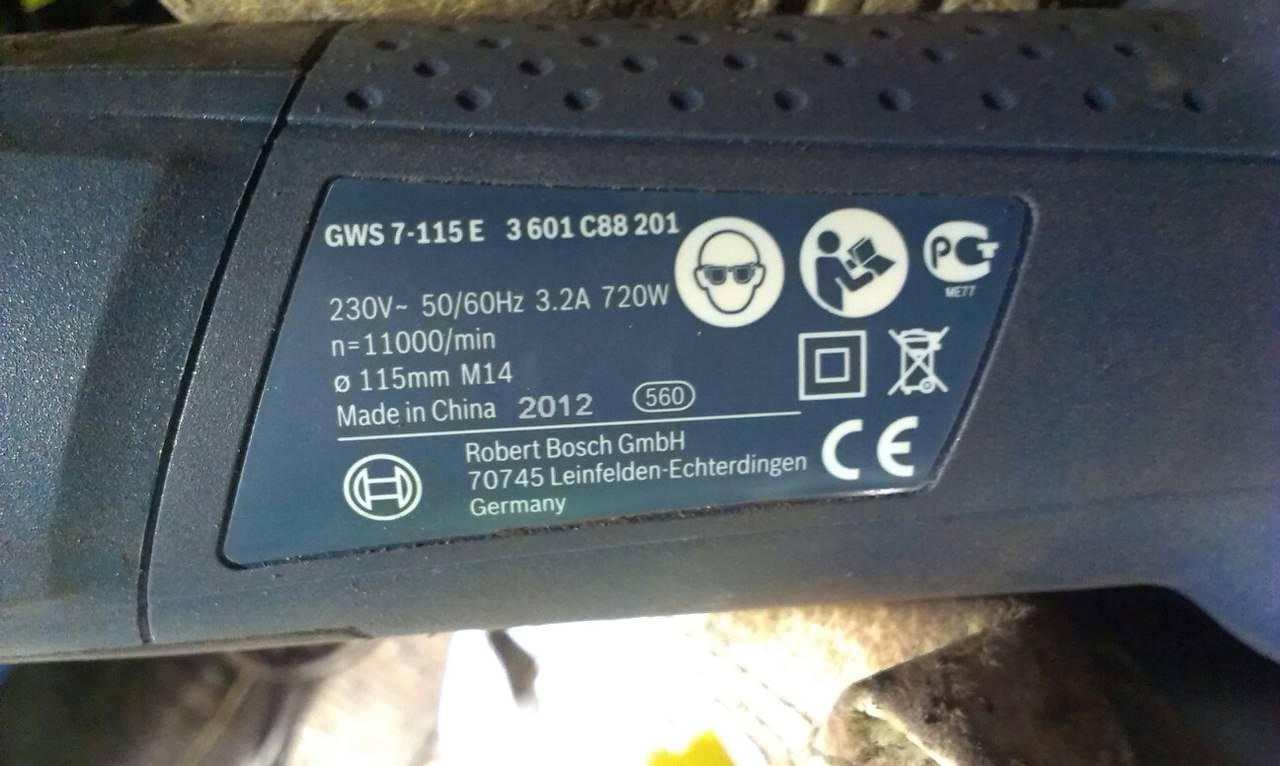 GWS 7-115 E 3 601 C88 201
230V~ 50/60Hz 3.2A 720W
n=11000/min
ø 115mm M14
Made in China 2012 560
Robert Bosch GmbH
70745 Leinfelden-Echterdingen
Germany
РСТ
ME77
CE